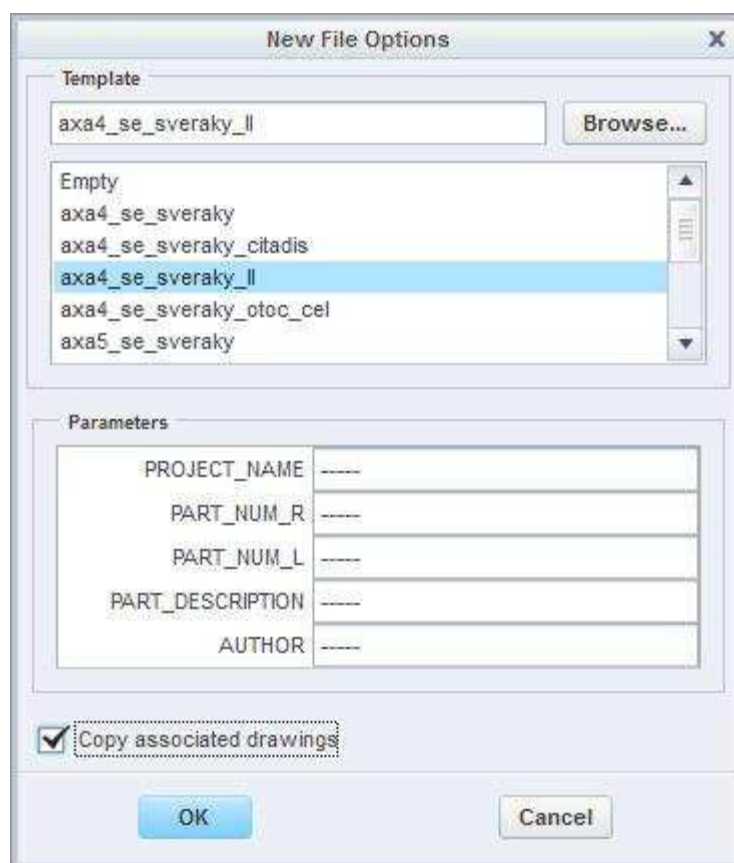 New File Options
Template
axa4_se_sveraky_ll
Browse...
Empty
axa4_se_sveraky
axa4_se_sveraky_citadis
axa4_se_sveraky_ll
axa4_se_sveraky_otoc_cel
axa5_se_sveraky
Parameters
PROJECT_NAME -----
PART_NUM_R -----
PART_NUM_L -----
PART_DESCRIPTION -----
AUTHOR -----
Copy associated drawings
OK
Cancel